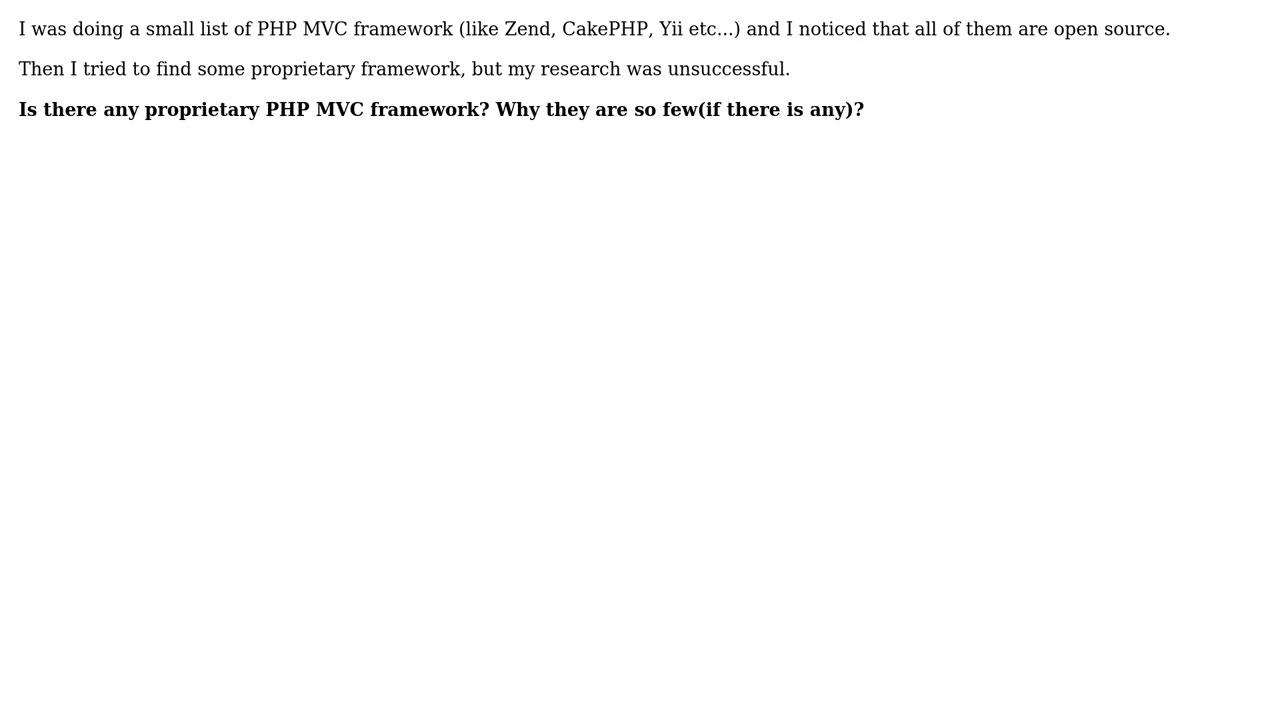 I was doing a small list of PHP MVC framework (like Zend, CakePHP, Yii etc...) and I noticed that all of them are open source.
Then I tried to find some proprietary framework, but my research was unsuccessful.
Is there any proprietary PHP MVC framework? Why they are so few(if there is any)?